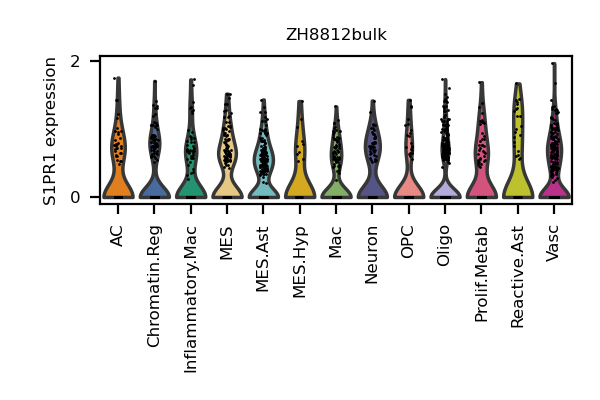 ZH8812bulk
S1PR1 expression
2
0
AC
Chromatin.Reg
Inflammatory.Mac
MES
MES.Ast
MES.Hyp
Mac
Neuron
OPC
Oligo
Prolif.Metab
Reactive.Ast
Vasc